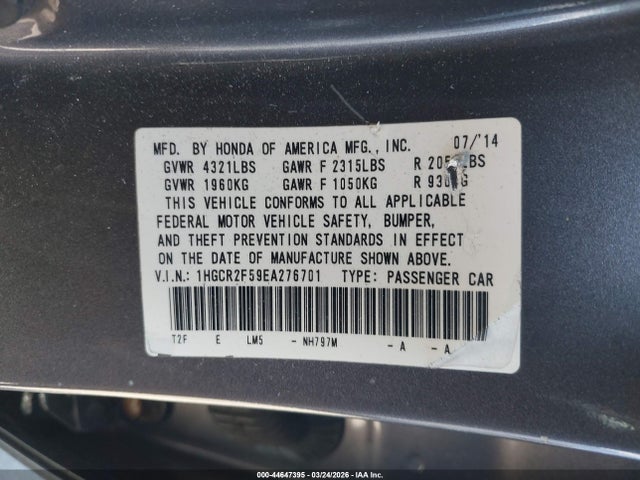 MFD. BY HONDA OF AMERICA MFG., INC. 07/'14
GVWR 4321LBS GAWR F 2315LBS R
GVWR 1960KG GAWR F 1050KG R
THIS VEHICLE CONFORMS TO ALL APPLICABLE
FEDERAL MOTOR VEHICLE SAFETY, BUMPER,
AND THEFT PREVENTION STANDARDS IN EFFECT
ON THE DATE OF MANUFACTURE SHOWN ABOVE.
V.I.N.: 1HGCR2F59EA276701 TYPE: PASSENGER CAR
T2F E LM5 - NH797M - A - A
000-44647395 - 03/24/2026 - IAA Inc.